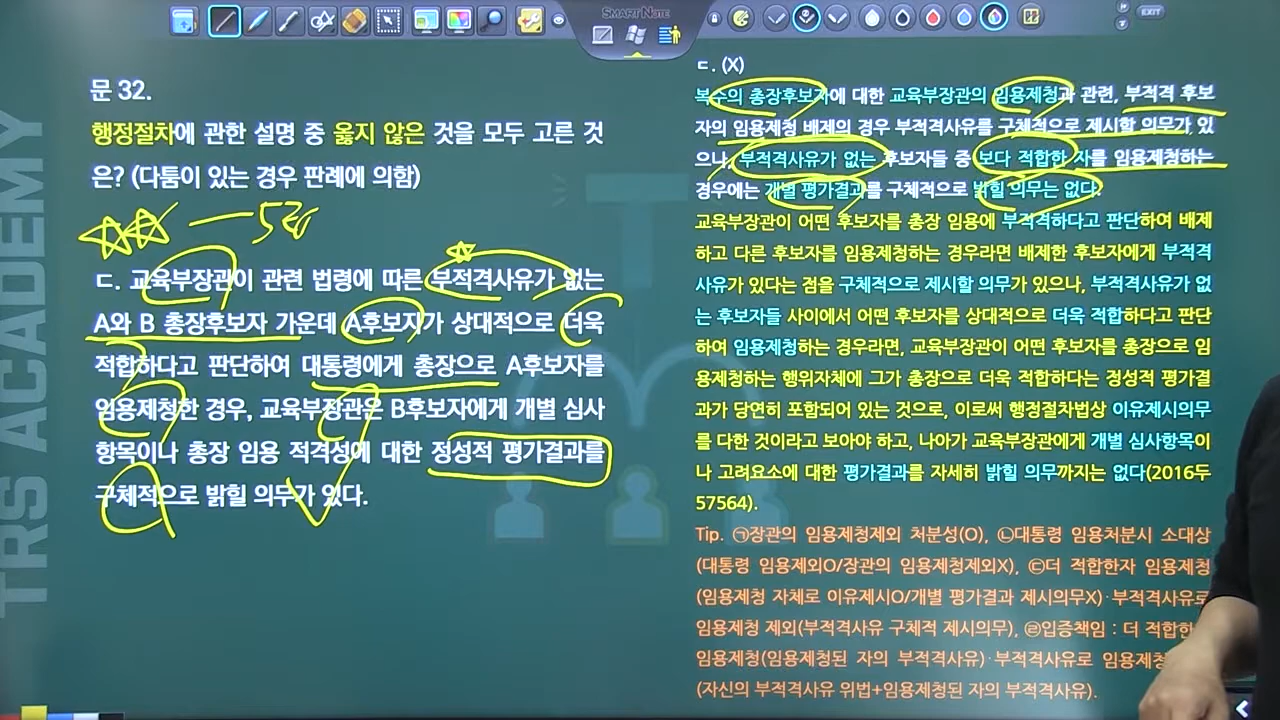 SMART NOTE
EXIT
TRS ACADEMY
문 32.
행정절차에 관한 설명 중 옳지 않은 것을 모두 고른 것
은? (다툼이 있는 경우 판례에 의함)
ㄷ. 교육부장관이 관련 법령에 따른 부적격사유가 없는
A와 B 총장후보자 가운데 A후보자가 상대적으로 더욱
적합하다고 판단하여 대통령에게 총장으로 A후보자를
임용제청한 경우, 교육부장관은 B후보자에게 개별 심사
항목이나 총장 임용 적격성에 대한 정성적 평가결과를
구체적으로 밝힐 의무가 있다.
ㄷ. (X)
복수의 총장후보자에 대한 교육부장관의 임용제청과 관련, 부적격 후보
자의 임용제청 배제의 경우 부적격사유를 구체적으로 제시할 의무가 있
으나, 부적격사유가 없는 후보자들 중 보다 적합한 자를 임용제청하는
경우에는 개별 평가결과를 구체적으로 밝힐 의무는 없다.
교육부장관이 어떤 후보자를 총장 임용에 부적격하다고 판단하여 배제
하고 다른 후보자를 임용제청하는 경우라면 배제한 후보자에게 부적격
사유가 있다는 점을 구체적으로 제시할 의무가 있으나, 부적격사유가 없
는 후보자들 사이에서 어떤 후보자를 상대적으로 더욱 적합하다고 판단
하여 임용제청하는 경우라면, 교육부장관이 어떤 후보자를 총장으로 임
용제청하는 행위자체에 그가 총장으로 더욱 적합하다는 정성적 평가결
과가 당연히 포함되어 있는 것으로, 이로써 행정절차법상 이유제시의무
를 다한 것이라고 보아야 하고, 나아가 교육부장관에게 개별 심사항목이
나 고려요소에 대한 평가결과를 자세히 밝힐 의무까지는 없다(2016두
57564).
Tip. ㉠장관의 임용제청제외 처분성(O), ㉡대통령 임용처분시 소대상
(대통령 임용제외O/장관의 임용제청제외X), ㉢더 적합한자 임용제청
(임용제청 자체로 이유제시O/개별 평가결과 제시의무X)·부적격사유로
임용제청 제외(부적격사유 구체적 제시의무), ㉣입증책임 : 더 적합한
임용제청(임용제청된 자의 부적격사유)·부적격사유로 임용제청
(자신의 부적격사유 위법+임용제청된 자의 부적격사유).